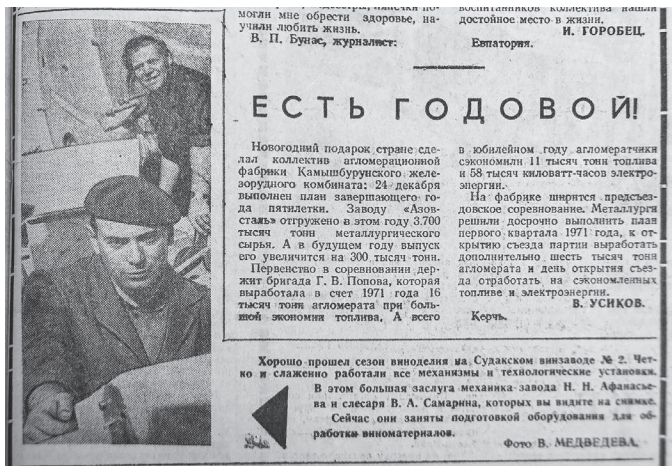 могли мне обрести здоровье, на-
учили любить жизнь.
В. П. Бунас, журналист.
воспитанников коллектива нашли
достойное место в жизни.
И. ГОРОБЕЦ.
Евпатория.
ЕСТЬ ГОДОВОЙ!
Новогодний подарок стране сде-
лал коллектив агломерационной
фабрики Камышбурунского желе-
зорудного комбината: 24 декабря
выполнен план завершающего го-
да пятилетки. Заводу «Азов-
сталь» отгружено в этом году 3.700
тысяч тонн металлургического
сырья. А в будущем году выпуск
его увеличится на 300 тысяч тонн.
Первенство в соревновании дер-
жит бригада Г. В. Попова, которая
выработала в счет 1971 года 16
тысяч тонн агломерата при боль-
шой экономии топлива. А всего
в юбилейном году агломератчики
сэкономили 11 тысяч тонн топлива
и 58 тысяч киловатт-часов электро-
энергии.
На фабрике ширится предсъез-
довское соревнование. Металлурги
решили досрочно выполнить план
первого квартала 1971 года, к от-
крытию съезда партии выработать
дополнительно шесть тысяч тонн
агломерата и день открытия съез-
да отработать на сэкономленных
топливе и электроэнергии.
В. УСИКОВ.
Керчь.
Хорошо прошел сезон виноделия на Судакском винзаводе № 2. Чет-
ко и слаженно работали все механизмы и технологические установки.
В этом большая заслуга механика завода Н. Н. Афанасье-
ва и слесаря В. А. Самарина, которых вы видите на снимке.
Сейчас они заняты подготовкой оборудования для об-
работки виноматериалов.
Фото В. МЕДВЕДЕВА.